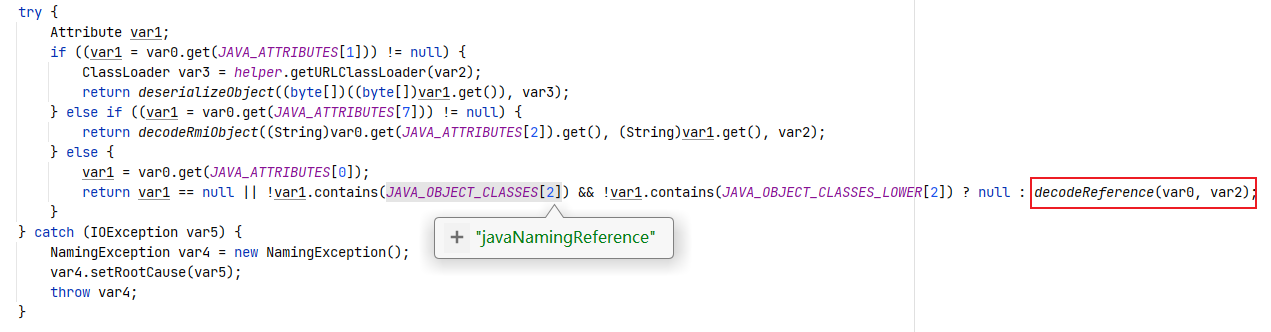 try {
    Attribute var1;
    if ((var1 = var0.get(JAVA_ATTRIBUTES[1])) != null) {
        ClassLoader var3 = helper.getURLClassLoader(var2);
        return deserializeObject((byte[])((byte[])var1.get()), var3);
    } else if ((var1 = var0.get(JAVA_ATTRIBUTES[7])) != null) {
        return decodeRmiObject((String)var0.get(JAVA_ATTRIBUTES[2]).get(), (String)var1.get(), var2);
    } else {
        var1 = var0.get(JAVA_ATTRIBUTES[0]);
        return var1 == null || !var1.contains(JAVA_OBJECT_CLASSES[2]) && !var1.contains(JAVA_OBJECT_CLASSES_LOWER[2]) ? null : decodeReference(var0, var2);
    }
} catch (IOException var5) {
+ "javaNamingReference"
    NamingException var4 = new NamingException();
    var4.setRootCause(var5);
    throw var4;
}